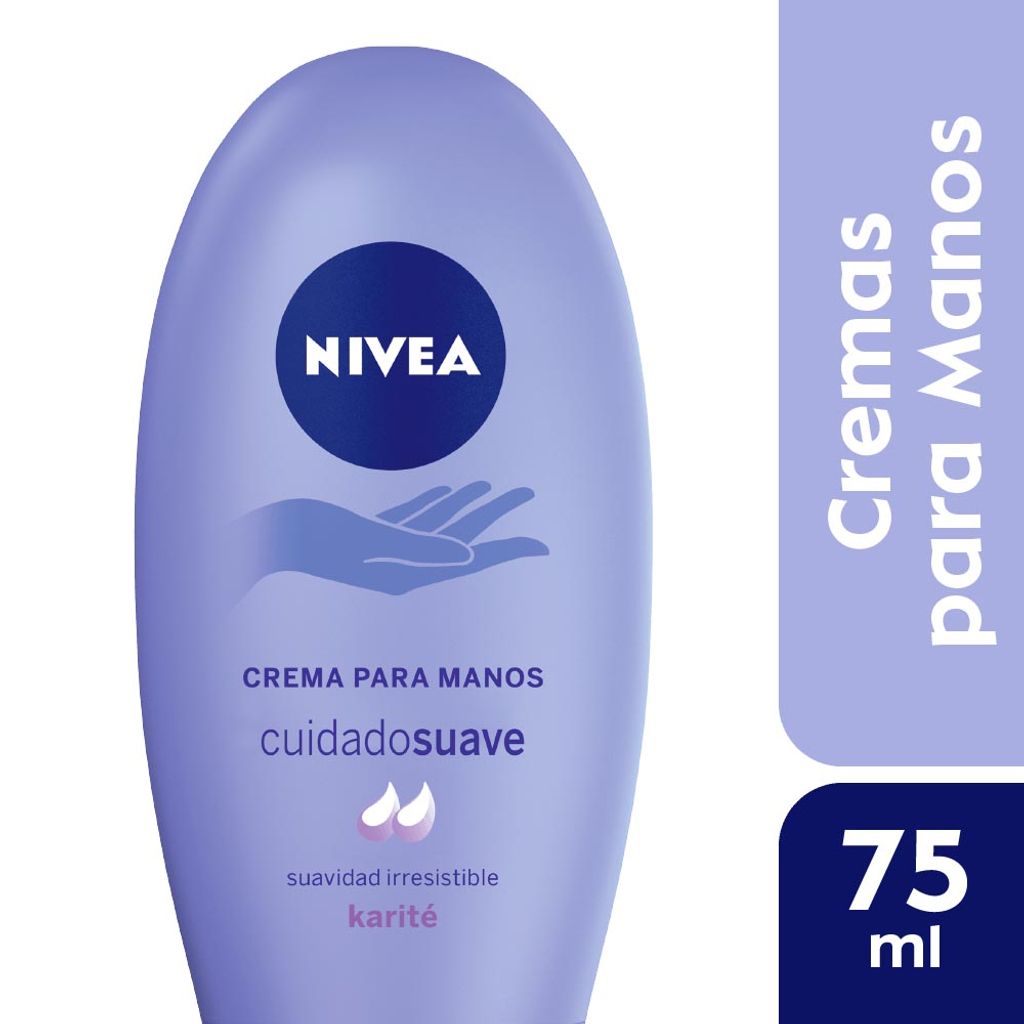 NIVEA
CREMA PARA MANOS
cuidadosuave
suavidad irresistible
karité
Cremas
para Manos
75
ml